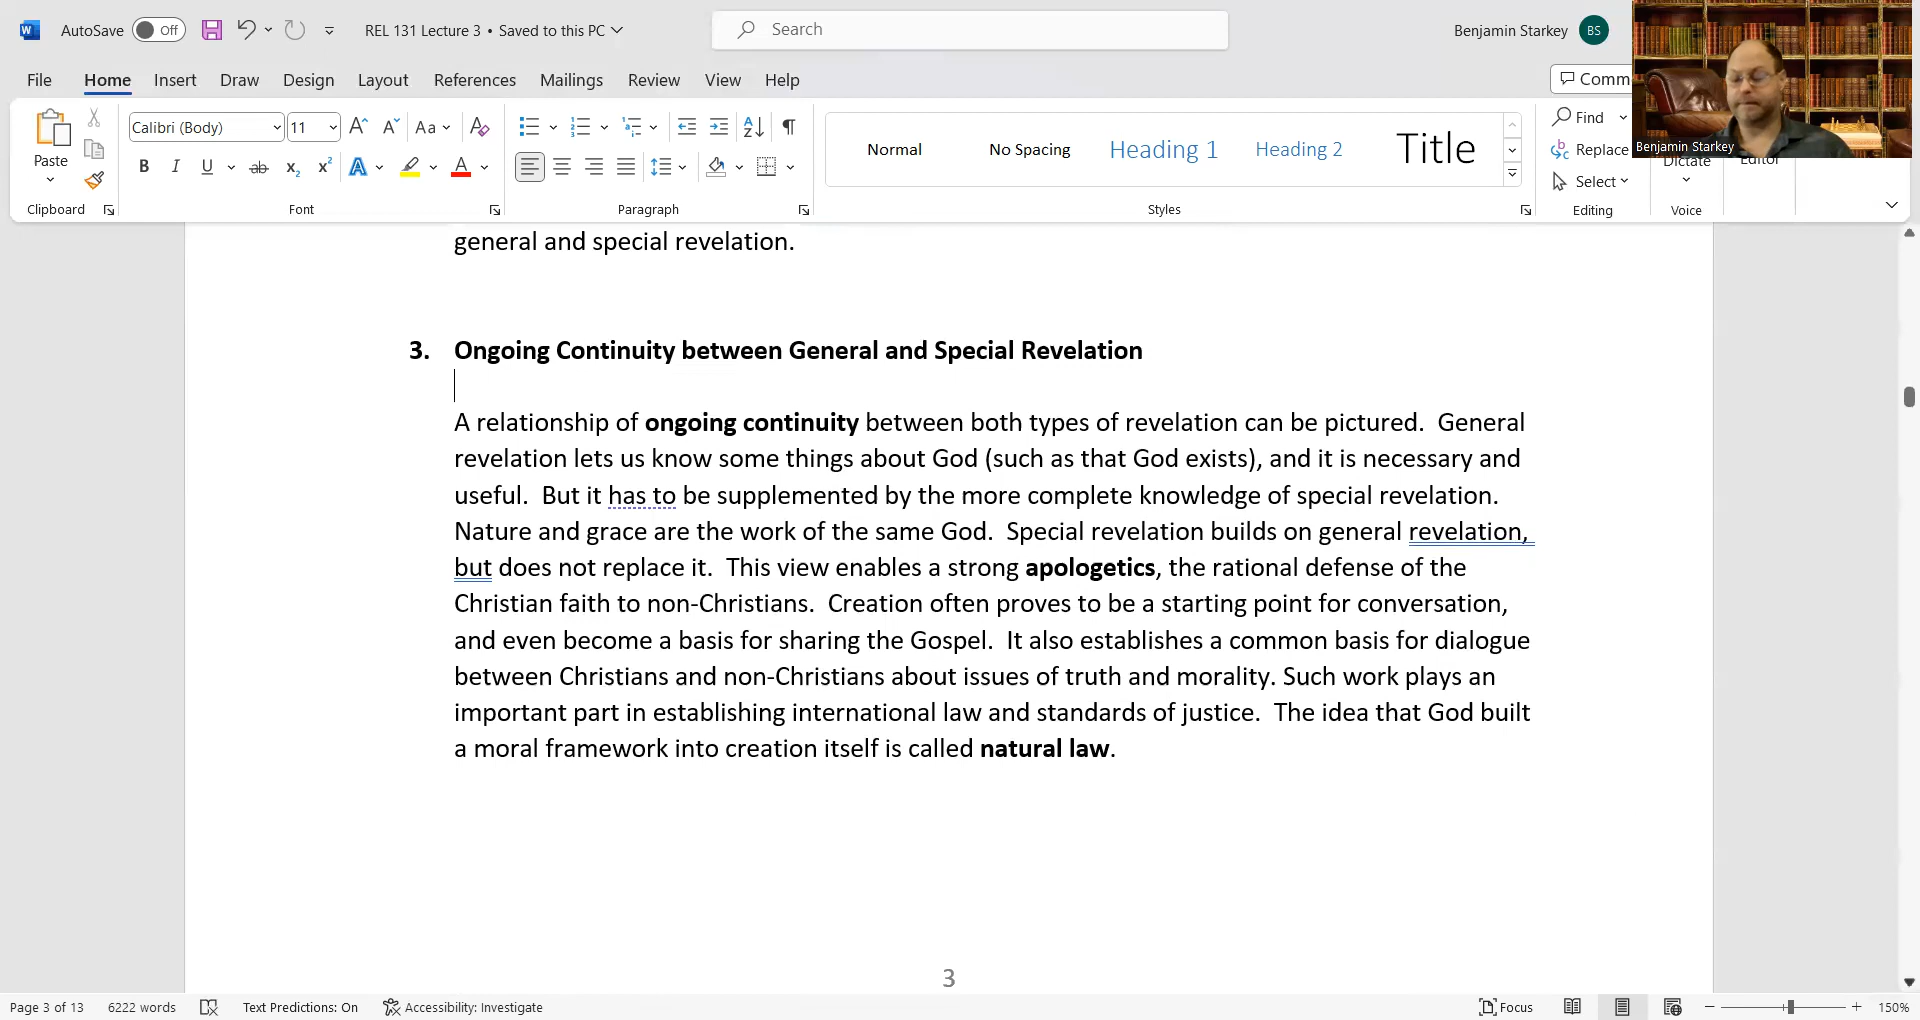 AutoSave Off REL 131 Lecture 3 • Saved to this PC Search Benjamin Starkey BS
File Home Insert Draw Design Layout References Mailings Review View Help Comm
Paste Calibri (Body) 11 Aa Normal No Spacing Heading 1 Heading 2 Title Find Replace Select Dictate Editor
Benjamin Starkey
Clipboard Font Paragraph Styles Editing Voice
general and special revelation.
3. Ongoing Continuity between General and Special Revelation
A relationship of ongoing continuity between both types of revelation can be pictured. General
revelation lets us know some things about God (such as that God exists), and it is necessary and
useful. But it has to be supplemented by the more complete knowledge of special revelation.
Nature and grace are the work of the same God. Special revelation builds on general revelation,
but does not replace it. This view enables a strong apologetics, the rational defense of the
Christian faith to non-Christians. Creation often proves to be a starting point for conversation,
and even become a basis for sharing the Gospel. It also establishes a common basis for dialogue
between Christians and non-Christians about issues of truth and morality. Such work plays an
important part in establishing international law and standards of justice. The idea that God built
a moral framework into creation itself is called natural law.
3
Page 3 of 13 6222 words Text Predictions: On Accessibility: Investigate Focus 150%